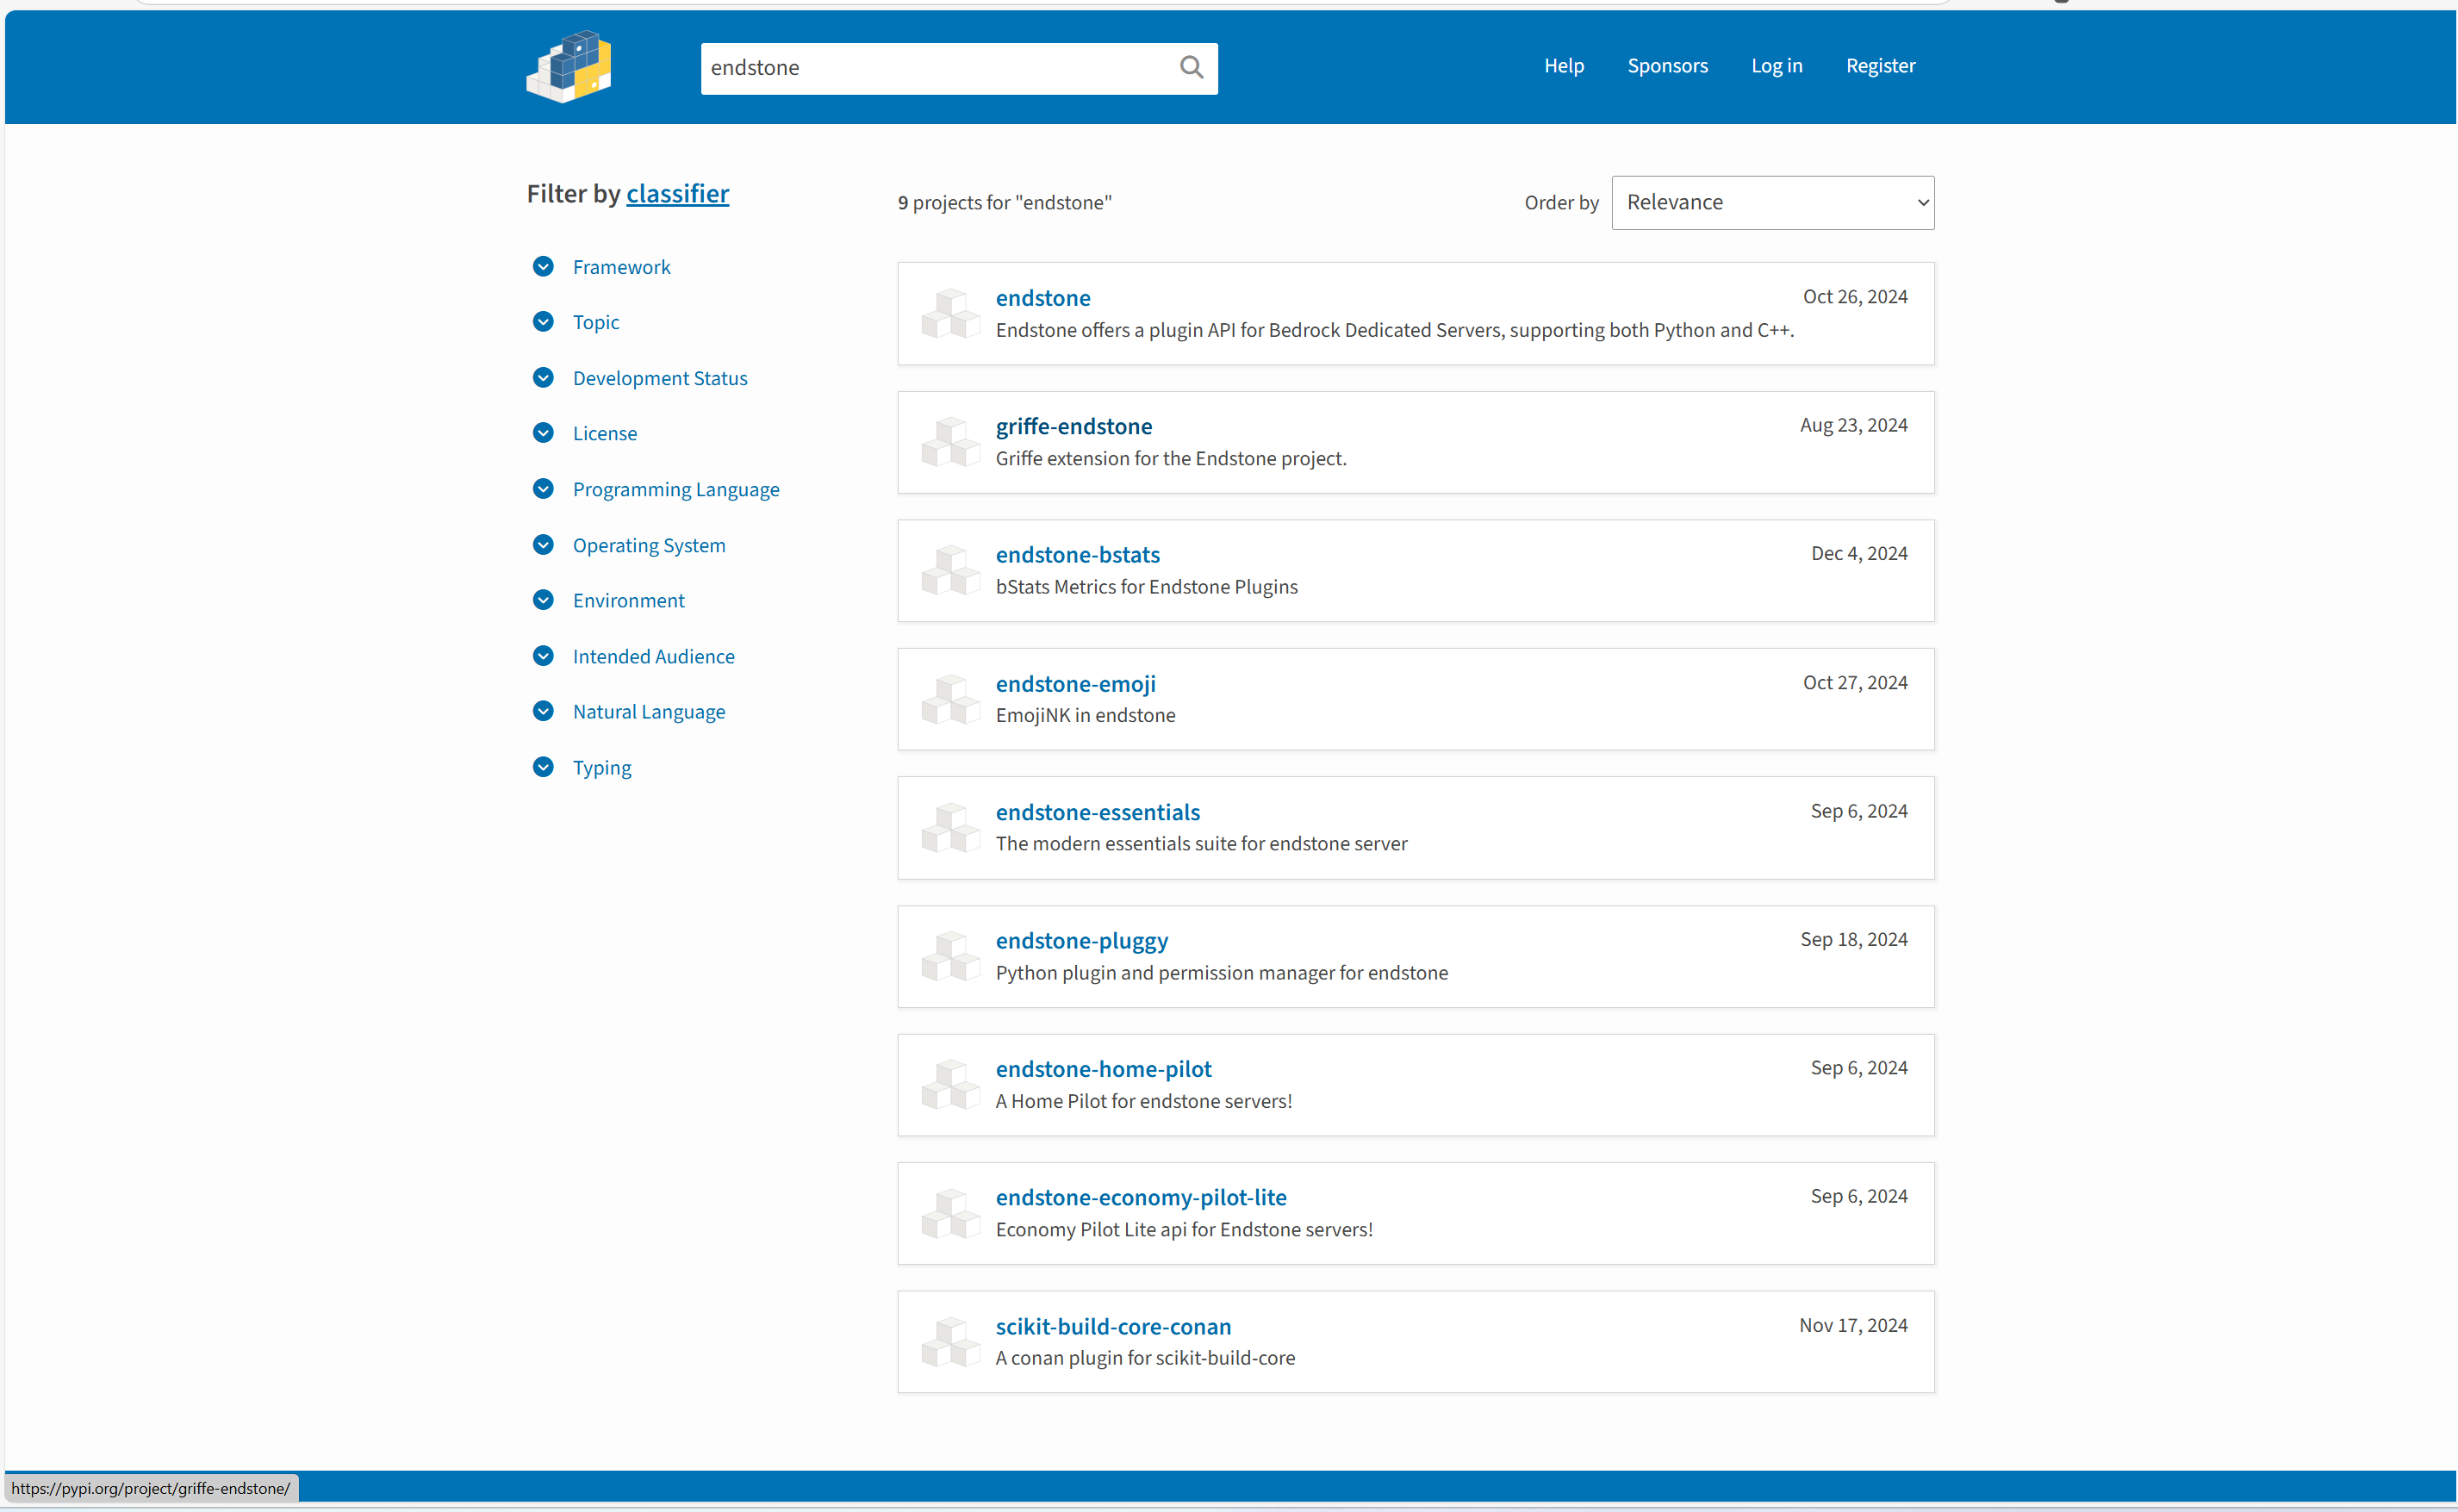 endstone
Help Sponsors Log in Register
Filter by classifier
Framework
Topic
Development Status
License
Programming Language
Operating System
Environment
Intended Audience
Natural Language
Typing
9 projects for "endstone"
Order by Relevance
endstone Oct 26, 2024
Endstone offers a plugin API for Bedrock Dedicated Servers, supporting both Python and C++.
griffe-endstone Aug 23, 2024
Griffe extension for the Endstone project.
endstone-bstats Dec 4, 2024
bStats Metrics for Endstone Plugins
endstone-emoji Oct 27, 2024
EmojiNK in endstone
endstone-essentials Sep 6, 2024
The modern essentials suite for endstone server
endstone-pluggy Sep 18, 2024
Python plugin and permission manager for endstone
endstone-home-pilot Sep 6, 2024
A Home Pilot for endstone servers!
endstone-economy-pilot-lite Sep 6, 2024
Economy Pilot Lite api for Endstone servers!
scikit-build-core-conan Nov 17, 2024
A conan plugin for scikit-build-core
https://pypi.org/project/griffe-endstone/